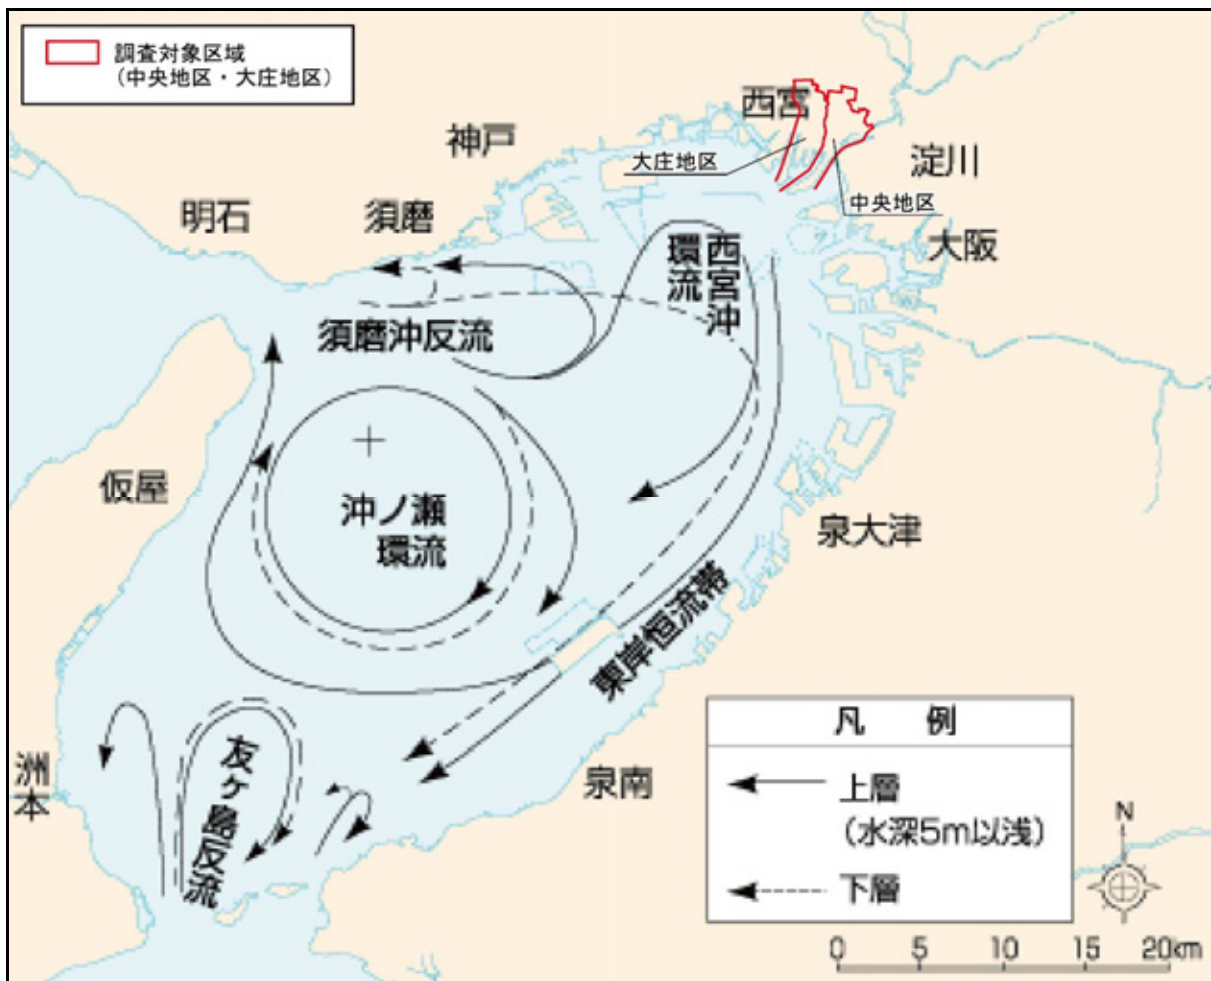 調査対象区域
（中央地区・大庄地区）
西宮
神戸
大庄地区
淀川
中央地区
明石
須磨
大阪
西宮沖
環流
須磨沖反流
仮屋
沖ノ瀬
環流
泉大津
東岸恒流帯
洲本
友ヶ島反流
泉南
凡 例
上層
（水深5m以浅）
下層
N
0 5 10 15 20km